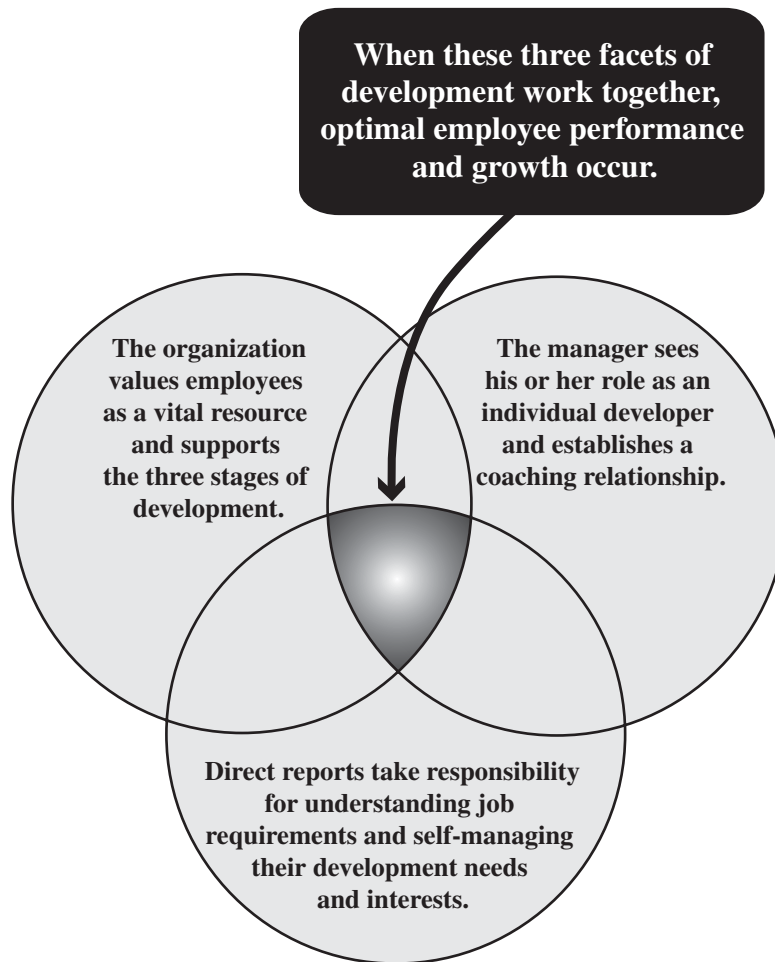 When these three facets of
development work together,
optimal employee performance
and growth occur.
The organization
values employees
as a vital resource
and supports
the three stages of
development.
The manager sees
his or her role as an
individual developer
and establishes a
coaching relationship.
Direct reports take responsibility
for understanding job
requirements and self-managing
their development needs
and interests.